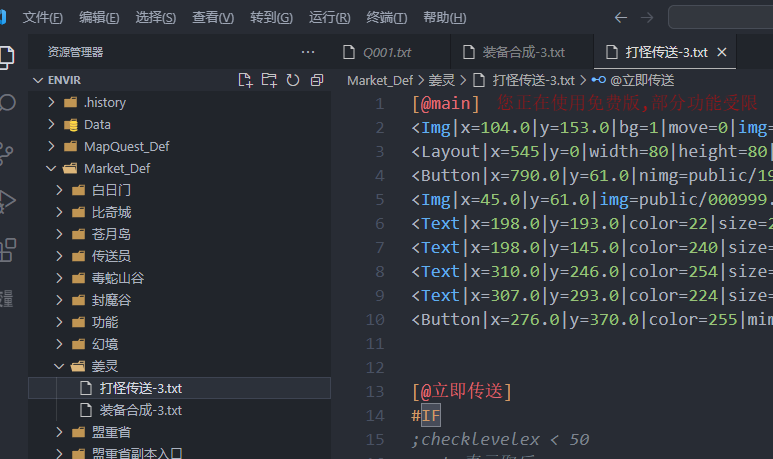 文件(F) 编辑(E) 选择(S) 查看(V) 转到(G) 运行(R) 终端(T) 帮助(H)
资源管理器
Q001.txt 装备合成-3.txt 打怪传送-3.txt
ENVIR
Market_Def > 姜灵 > 打怪传送-3.txt > @立即传送
.history
Data
MapQuest_Def
Market_Def
白日门
比奇城
苍月岛
传送员
毒蛇山谷
封魔谷
功能
幻境
姜灵
打怪传送-3.txt
装备合成-3.txt
盟重省
盟重省副本入口
1 [@main] 您正在使用免费版,部分功能受限
2 <Img|x=104.0|y=153.0|bg=1|move=0|img=
3 <Layout|x=545|y=0|width=80|height=80|
4 <Button|x=790.0|y=61.0|nimg=public/19
5 <Img|x=45.0|y=61.0|img=public/000999.
6 <Text|x=198.0|y=193.0|color=22|size=2
7 <Text|x=198.0|y=145.0|color=240|size=
8 <Text|x=310.0|y=246.0|color=254|size=
9 <Text|x=307.0|y=293.0|color=224|size=
10 <Button|x=276.0|y=370.0|color=255|mim
11
12
13 [@立即传送]
14 #IF
15 ;checklevelex < 50